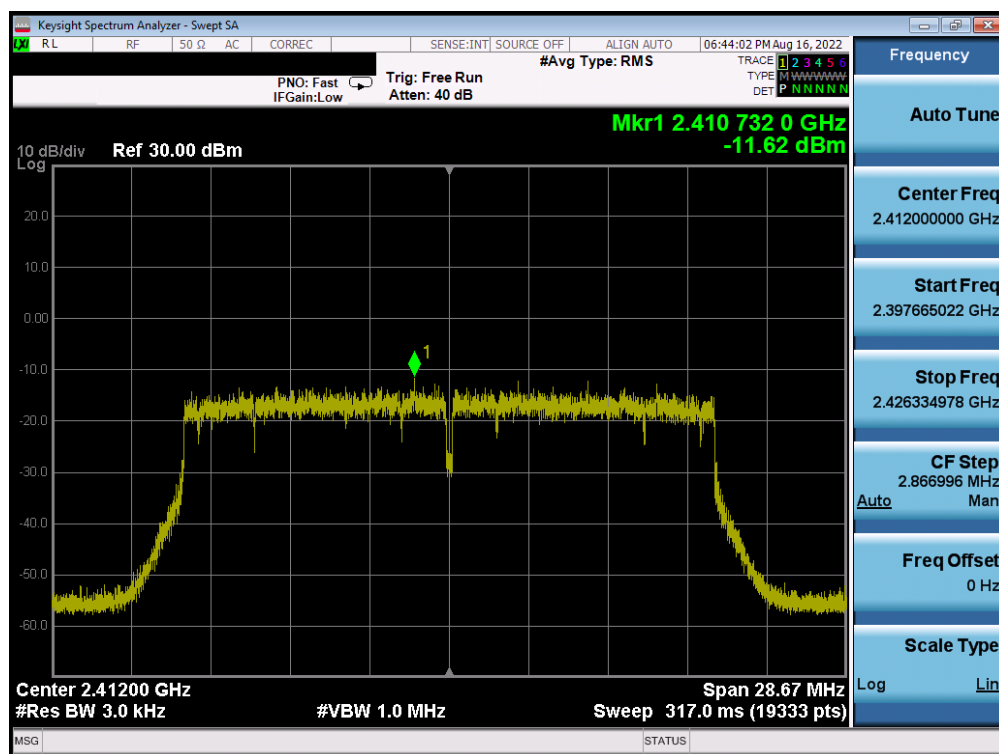 Keysight Spectrum Analyzer - Swept SA
LXI RL RF 50 Ω AC CORREC SENSE:INT SOURCE OFF ALIGN AUTO 06:44:02 PM Aug 16, 2022
#Avg Type: RMS TRACE 1 2 3 4 5 6
PNO: Fast Trig: Free Run TYPE M WWWWW
IFGain:Low Atten: 40 dB DET P N N N N N
Mkr1 2.410 732 0 GHz
-11.62 dBm
10 dB/div Ref 30.00 dBm
Log
20.0
10.0
0.00
1
-10.0
-20.0
-30.0
-40.0
-50.0
-60.0
Center 2.41200 GHz Span 28.67 MHz
#Res BW 3.0 kHz #VBW 1.0 MHz Sweep 317.0 ms (19333 pts)
MSG STATUS
Frequency
Auto Tune
Center Freq
2.412000000 GHz
Start Freq
2.397665022 GHz
Stop Freq
2.426334978 GHz
CF Step
2.866996 MHz
Auto Man
Freq Offset
0 Hz
Scale Type
Log Lin